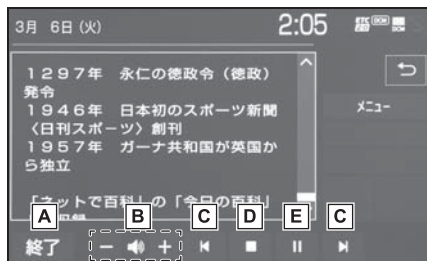 3月 6日 (火)
2:05
ETC
DCM
1297年 永仁の徳政令 (徳政)
発令
1946年 日本初のスポーツ新聞
〈日刊スポーツ〉創刊
1957年 ガーナ共和国が英国か
ら独立
「ネットで百科」の「今日の百科」
メニュー
A B C D E C
終了 − +